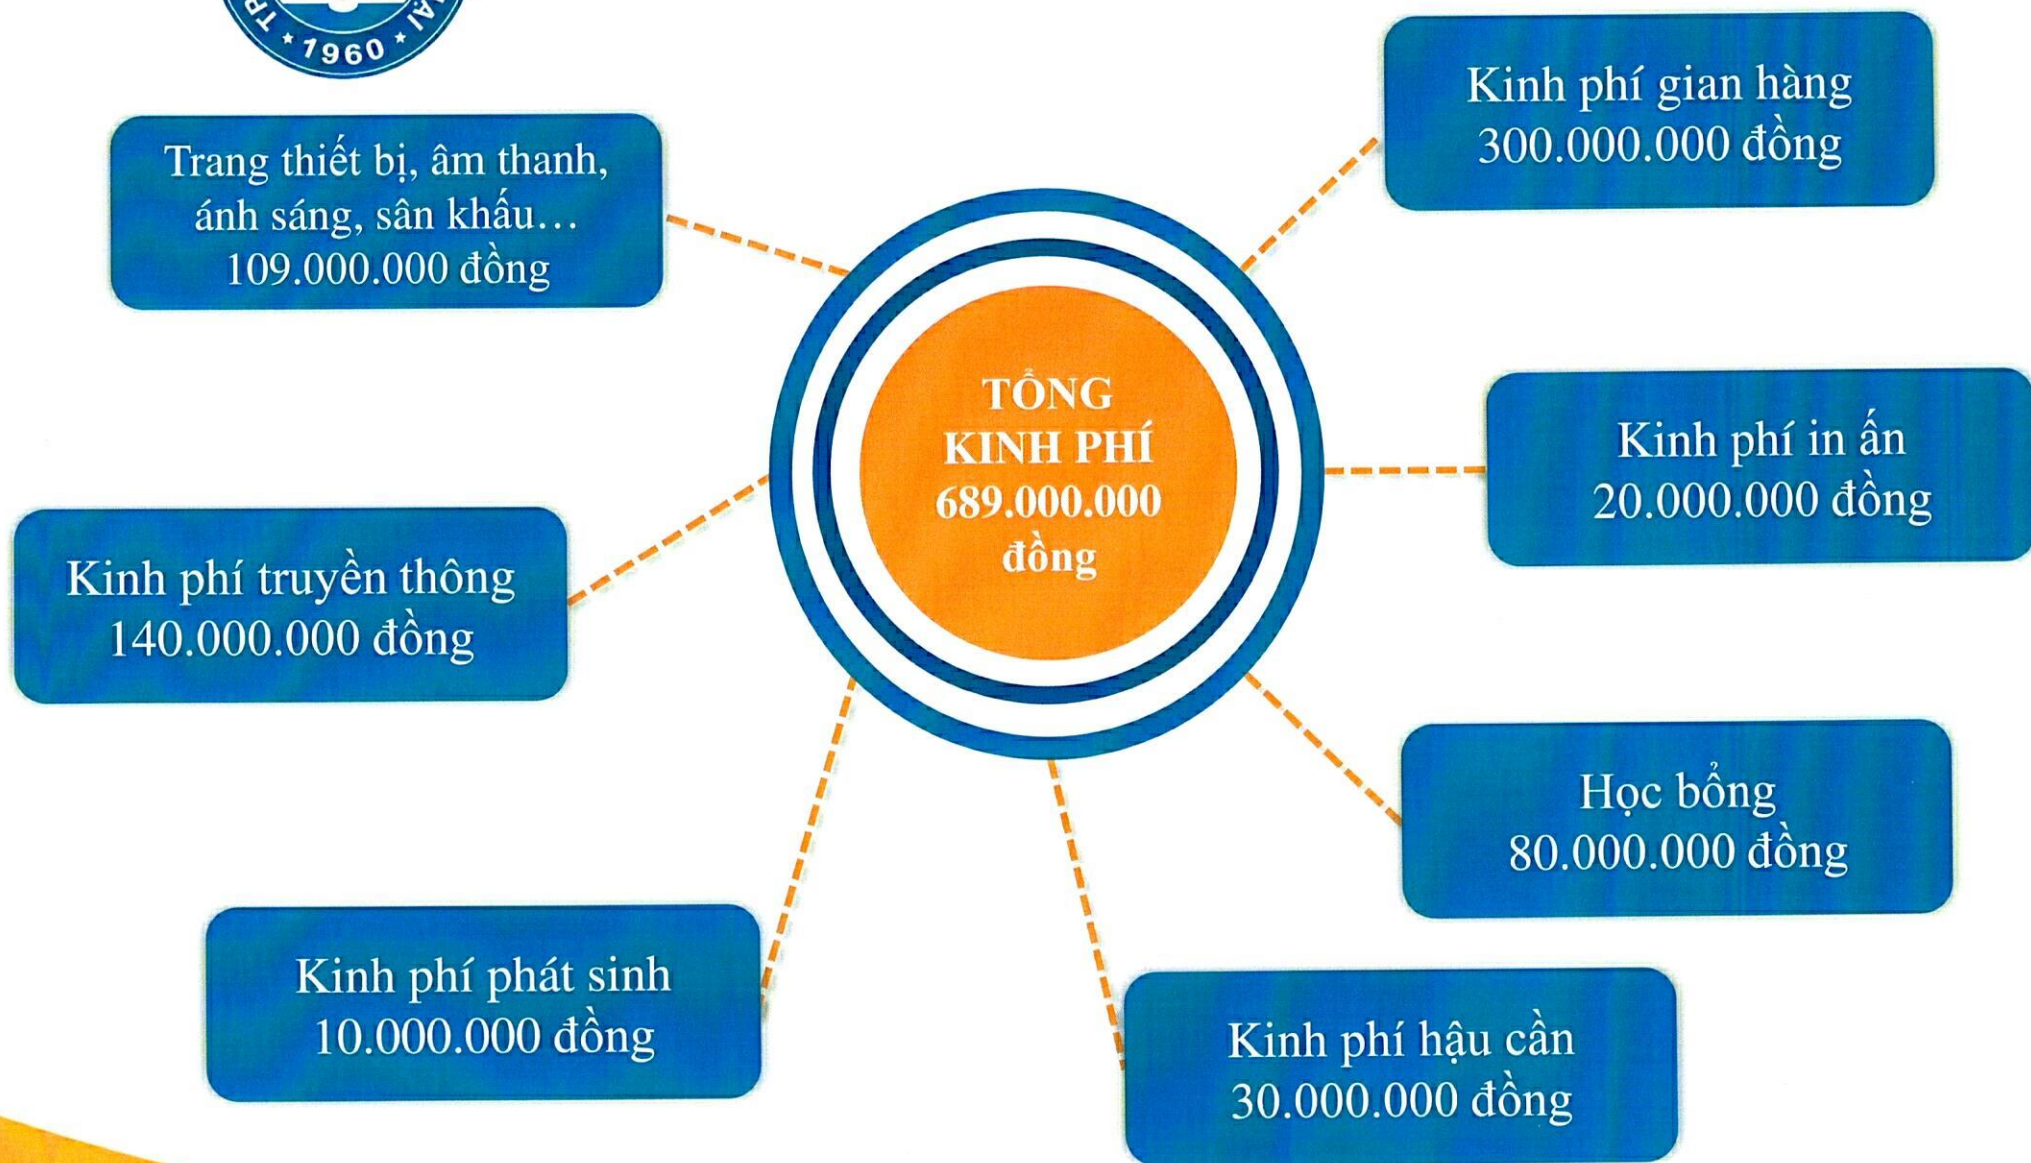 1960
Trang thiết bị, âm thanh,
ánh sáng, sân khấu...
109.000.000 đồng
Kinh phí gian hàng
300.000.000 đồng
TỔNG
KINH PHÍ
689.000.000
đồng
Kinh phí in ấn
20.000.000 đồng
Kinh phí truyền thông
140.000.000 đồng
Học bổng
80.000.000 đồng
Kinh phí phát sinh
10.000.000 đồng
Kinh phí hậu cần
30.000.000 đồng